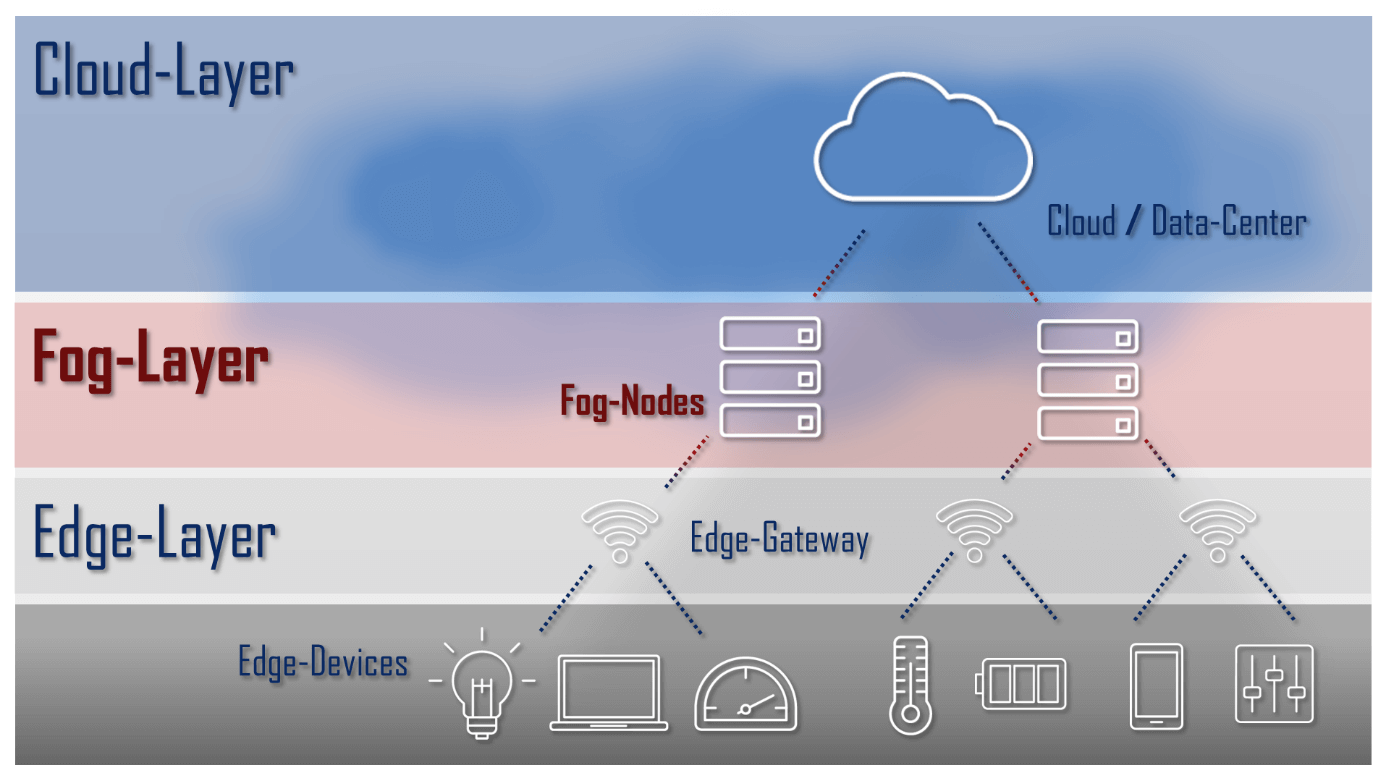 Cloud-Layer
Cloud / Data-Center
Fog-Layer
Fog-Nodes
Edge-Layer
Edge-Gateway
Edge-Devices